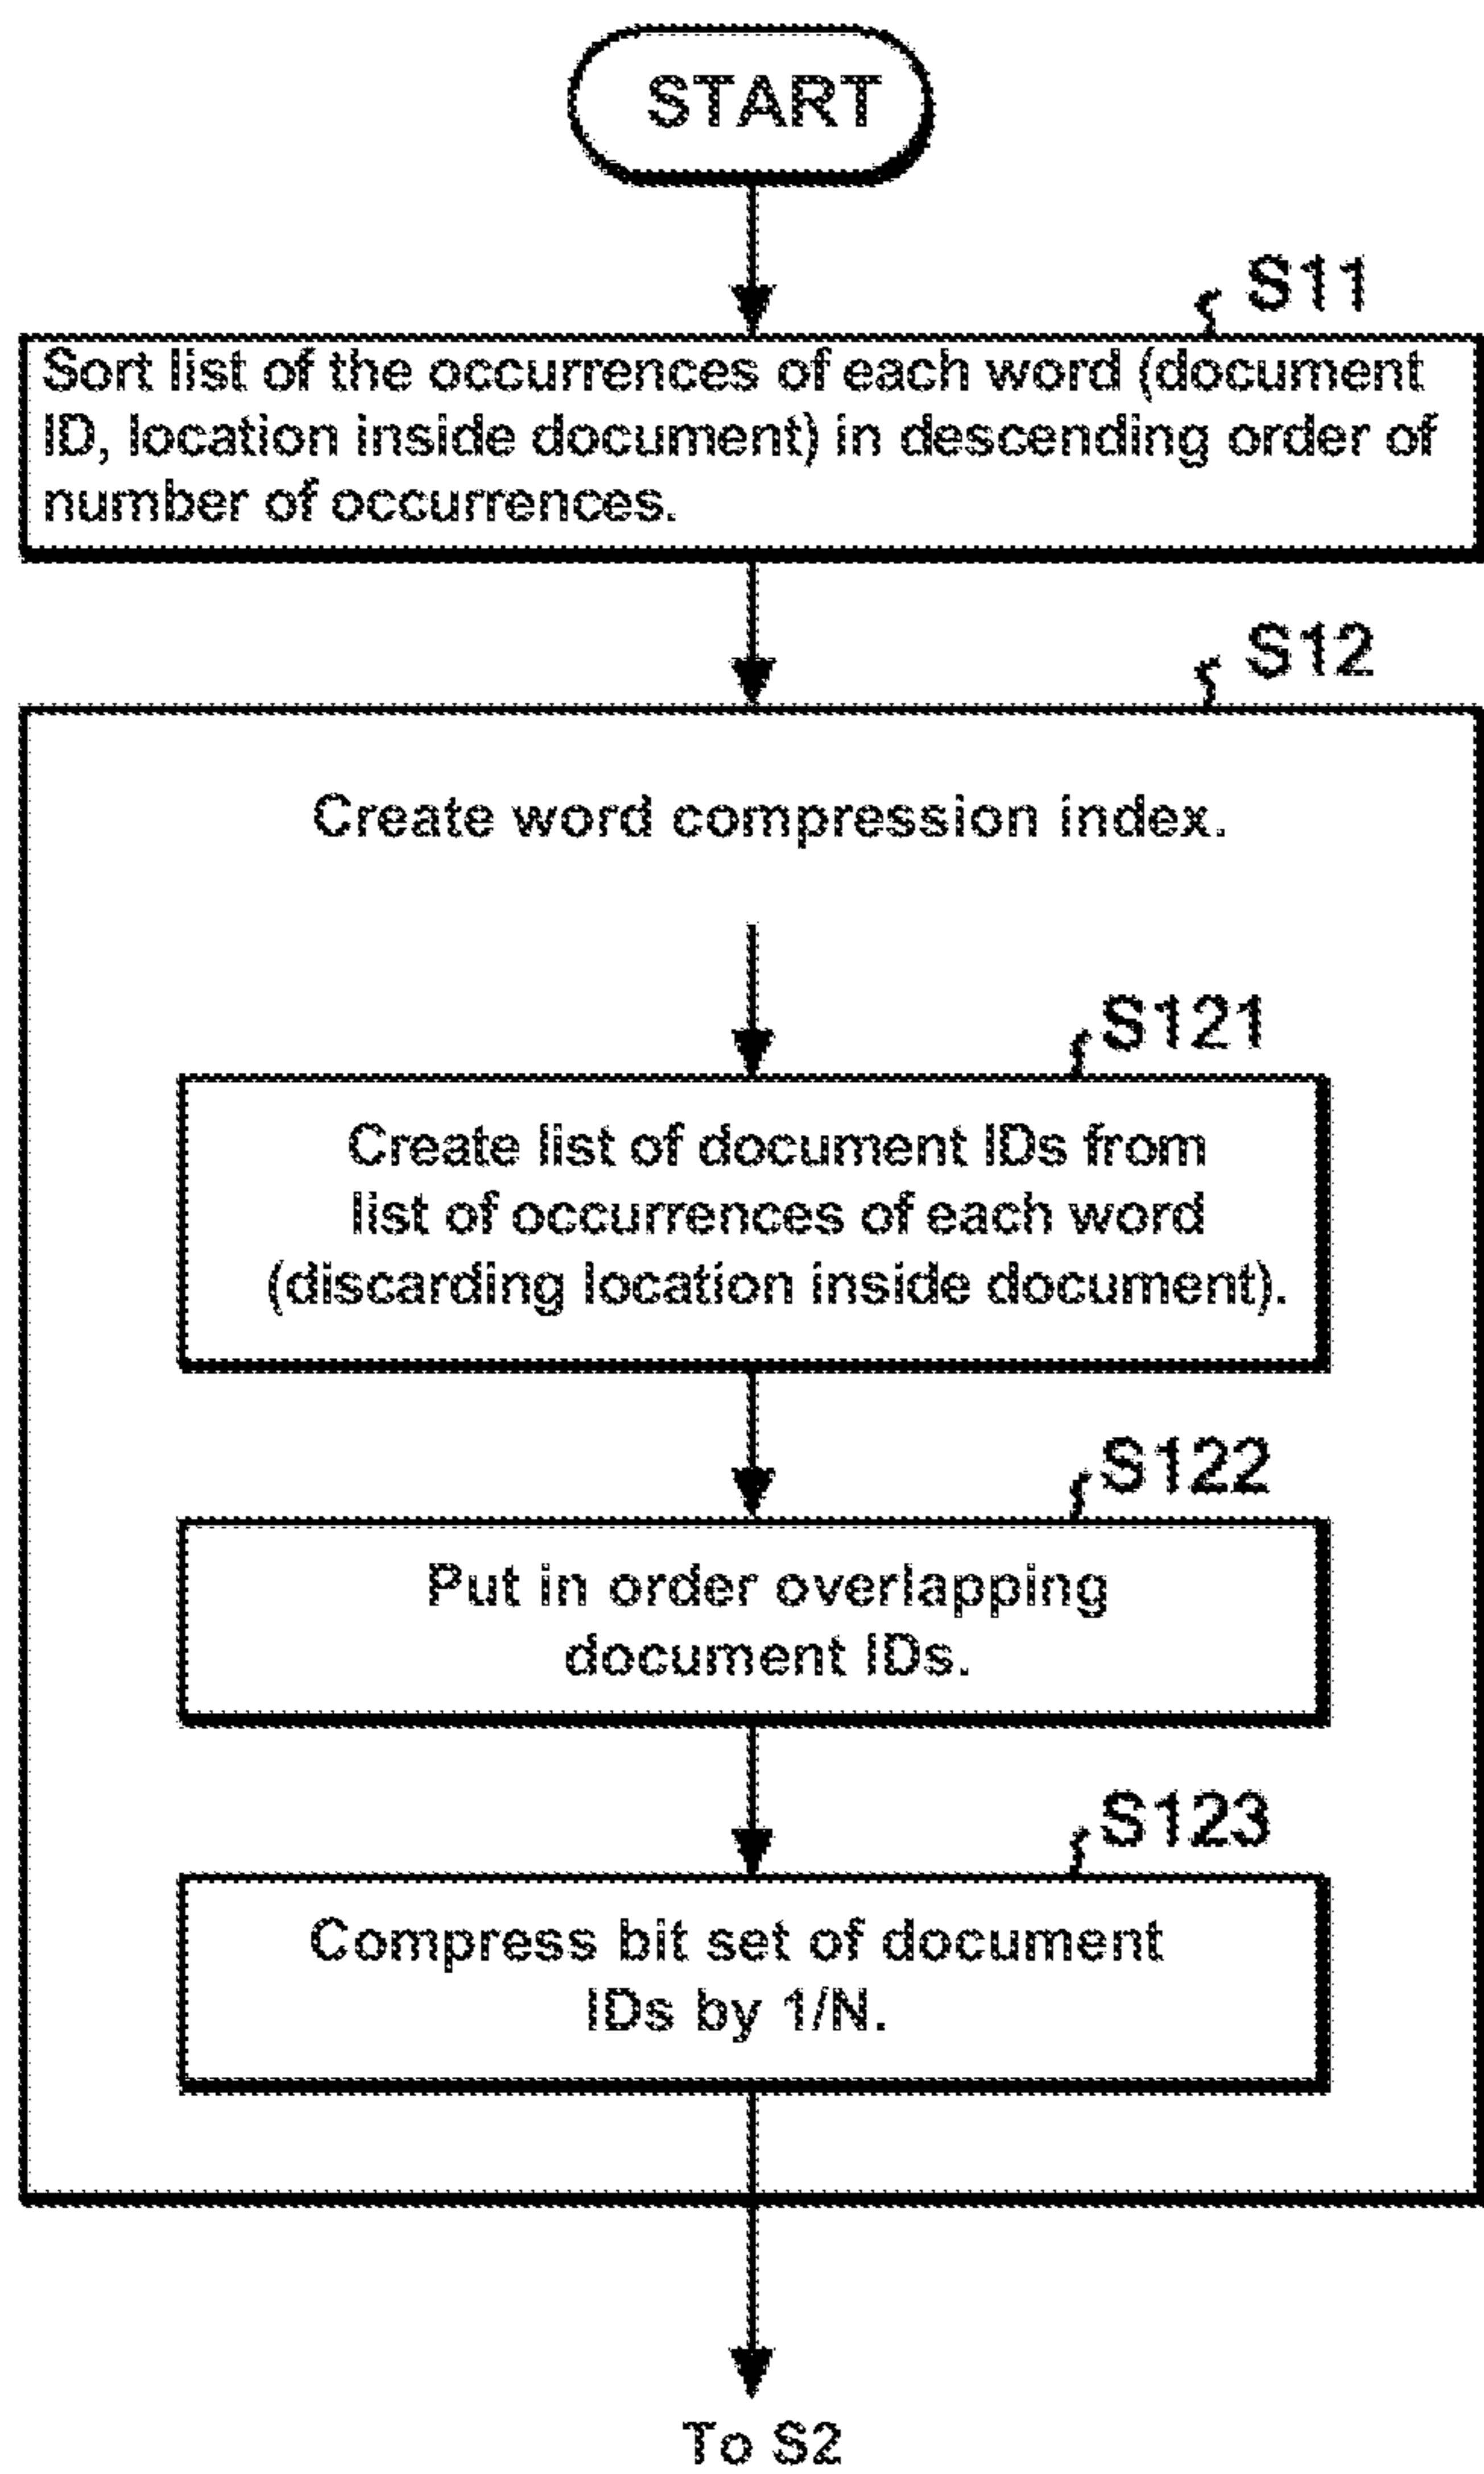 START
S11
Sort list of the occurrences of each word (document
ID, location inside document) in descending order of
number of occurrences.
S12
Create word compression index.
S121
Create list of document IDs from
list of occurrences of each word
(discarding location inside document).
S122
Put in order overlapping
document IDs.
S123
Compress bit set of document
IDs by 1/N.
To S2